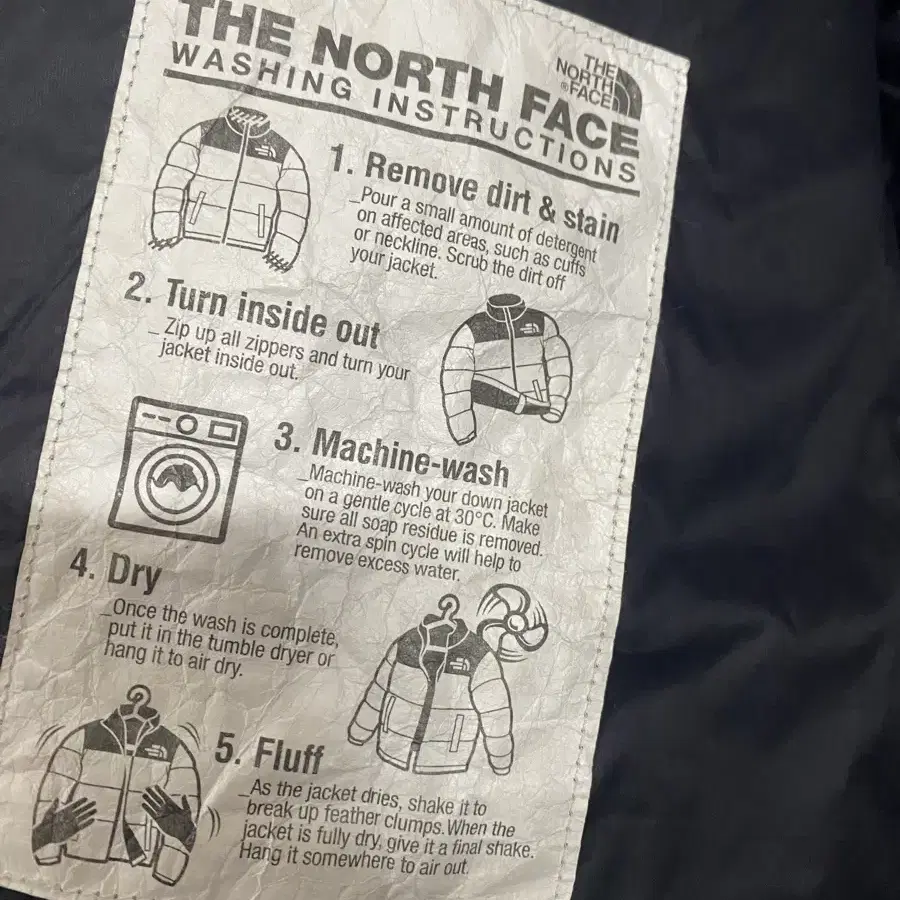 THE NORTH FACE
WASHING INSTRUCTIONS
THE
NORTH
®FACE
1. Remove dirt & stain
_Pour a small amount of detergent
on affected areas, such as cuffs
or neckline. Scrub the dirt off
your jacket.
2. Turn inside out
_ Zip up all zippers and turn your
jacket inside out.
3. Machine-wash
_Machine-wash your down jacket
on a gentle cycle at 30°C. Make
sure all soap residue is removed.
An extra spin cycle will help to
remove excess water.
4. Dry
_Once the wash is complete,
put it in the tumble dryer or
hang it to air dry.
5. Fluff
_As the jacket dries, shake it to
break up feather clumps. When the
jacket is fully dry, give it a final shake.
Hang it somewhere to air out.